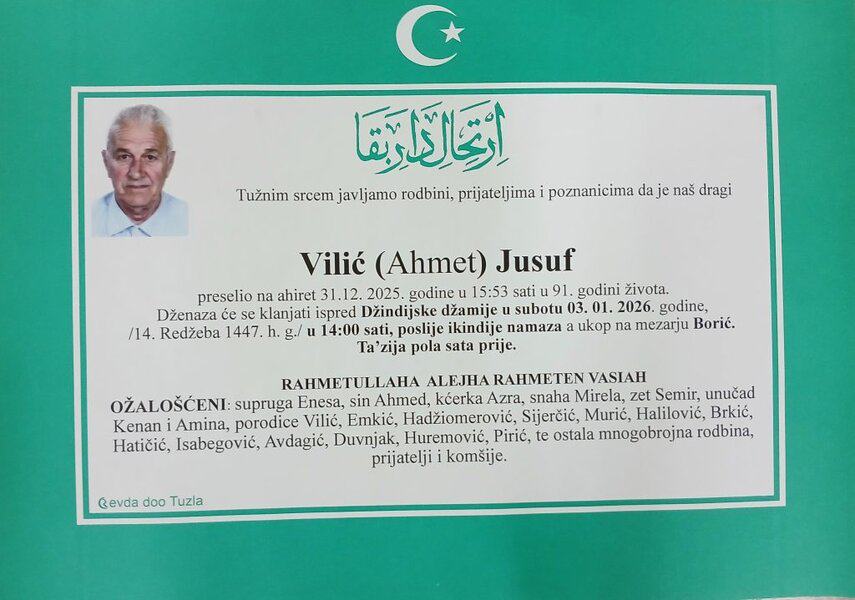 اِرْتِحَالِ دَارِ بَقَا
Tužnim srcem javljamo rodbini, prijateljima i poznanicima da je naš dragi
Vilić (Ahmet) Jusuf
preselio na ahiret 31.12. 2025. godine u 15:53 sati u 91. godini života.
Dženaza će se klanjati ispred Džindijske džamije u subotu 03. 01. 2026. godine,
/14. Redžeba 1447. h. g./ u 14:00 sati, poslije ikindije namaza a ukop na mezarju Borić.
Ta’zija pola sata prije.
RAHMETULLAHA ALEJHA RAHMETEN VASIAH
OŽALOŠĆENI: supruga Enesa, sin Ahmed, kćerka Azra, snaha Mirela, zet Semir, unučad
Kenan i Amina, porodice Vilić, Emkić, Hadžiomerović, Sijerčić, Murić, Halilović, Brkić,
Hatičić, Isabegović, Avdagić, Duvnjak, Huremović, Pirić, te ostala mnogobrojna rodbina,
prijatelji i komšije.
evda doo Tuzla